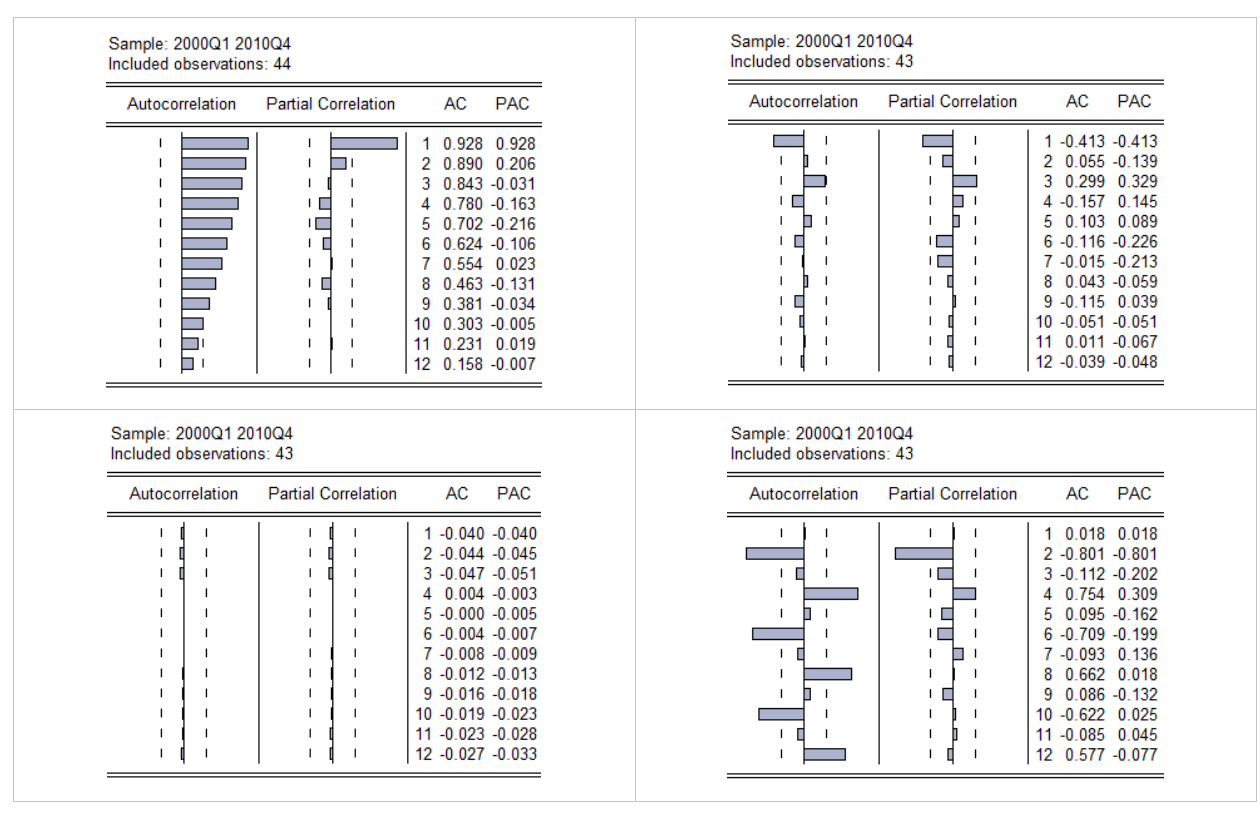 Sample: 2000Q1 2010Q4
Included observations: 44
Autocorrelation Partial Correlation AC PAC
1 0.928 0.928
2 0.890 0.206
3 0.843 -0.031
4 0.780 -0.163
5 0.702 -0.216
6 0.624 -0.106
7 0.554 0.023
8 0.463 -0.131
9 0.381 -0.034
10 0.303 -0.005
11 0.231 0.019
12 0.158 -0.007
Sample: 2000Q1 2010Q4
Included observations: 43
Autocorrelation Partial Correlation AC PAC
1 -0.413 -0.413
2 0.055 -0.139
3 0.299 0.329
4 -0.157 0.145
5 0.103 0.089
6 -0.116 -0.226
7 -0.015 -0.213
8 0.043 -0.059
9 -0.115 0.039
10 -0.051 -0.051
11 0.011 -0.067
12 -0.039 -0.048
Sample: 2000Q1 2010Q4
Included observations: 43
Autocorrelation Partial Correlation AC PAC
1 -0.040 -0.040
2 -0.044 -0.045
3 -0.047 -0.051
4 0.004 -0.003
5 -0.000 -0.005
6 -0.004 -0.007
7 -0.008 -0.009
8 -0.012 -0.013
9 -0.016 -0.018
10 -0.019 -0.023
11 -0.023 -0.028
12 -0.027 -0.033
Sample: 2000Q1 2010Q4
Included observations: 43
Autocorrelation Partial Correlation AC PAC
1 0.018 0.018
2 -0.801 -0.801
3 -0.112 -0.202
4 0.754 0.309
5 0.095 -0.162
6 -0.709 -0.199
7 -0.093 0.136
8 0.662 0.018
9 0.086 -0.132
10 -0.622 0.025
11 -0.085 0.045
12 0.577 -0.077